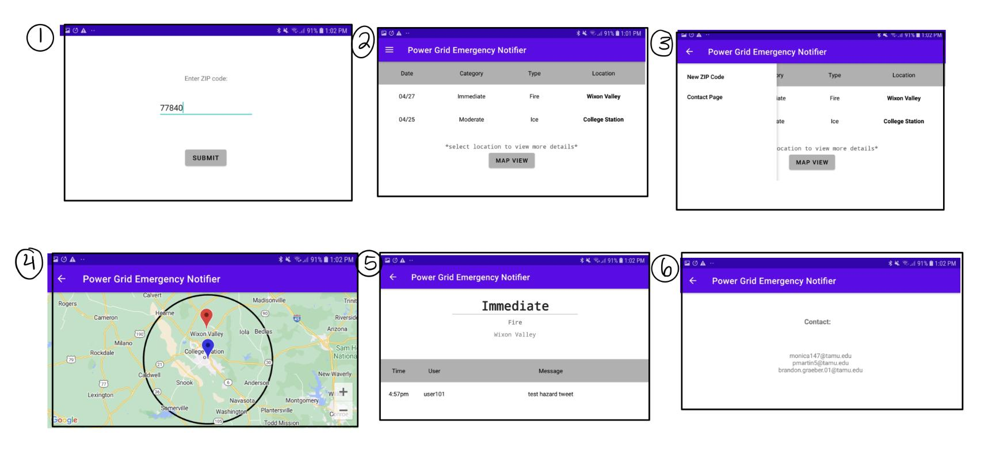 1
91% 1:02 PM
Enter ZIP code:
77840
SUBMIT
2
91% 1:01 PM
Power Grid Emergency Notifier
Date Category Type Location
04/27 Immediate Fire Wixon Valley
04/25 Moderate Ice College Station
*select location to view more details*
MAP VIEW
3
91% 1:02 PM
Power Grid Emergency Notifier
New ZIP Code
Contact Page
ory Type Location
iate Fire Wixon Valley
ate Ice College Station
ocation to view more details*
MAP VIEW
4
91% 1:02 PM
Power Grid Emergency Notifier
Calvert
Rogers
Madisonville
Trinit
Cameron
Hearne
90
45
Riverside
190
Wixon Valley
Iola
Bedias
Arizona
Milano
Rockdale
College Station
Sam H
Nationa
79
21
30
Caldwell
New Waverly
77
Snook
6
Anderson
Lexington
36
Navasota
Montgomery
Somerville
Washington
Plantersville
Conroe
105
Todd Mission
Google
5
91% 1:02 PM
Power Grid Emergency Notifier
Immediate
Fire
Wixon Valley
Time User Message
4:57pm user101 test hazard tweet
6
91% 1:02 PM
Power Grid Emergency Notifier
Contact:
monica147@tamu.edu
pmartin5@tamu.edu
brandon.graeber.01@tamu.edu